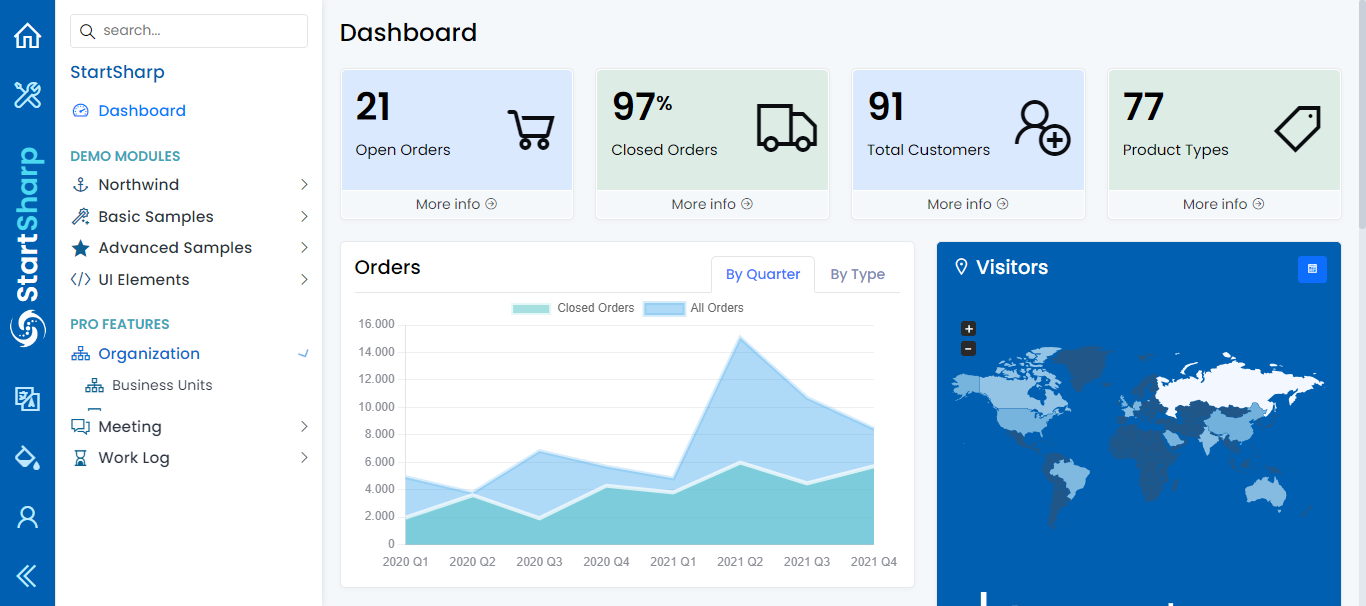 StartSharp
search...
StartSharp
Dashboard
DEMO MODULES
Northwind
Basic Samples
Advanced Samples
UI Elements
PRO FEATURES
Organization
Business Units
Meeting
Work Log
Dashboard
21
Open Orders
More info
97%
Closed Orders
More info
91
Total Customers
More info
77
Product Types
More info
Orders
By Quarter
By Type
Closed Orders
All Orders
16.000
14.000
12.000
10.000
8.000
6.000
4.000
2.000
0
2020 Q1
2020 Q2
2020 Q3
2020 Q4
2021 Q1
2021 Q2
2021 Q3
2021 Q4
Visitors
+
−